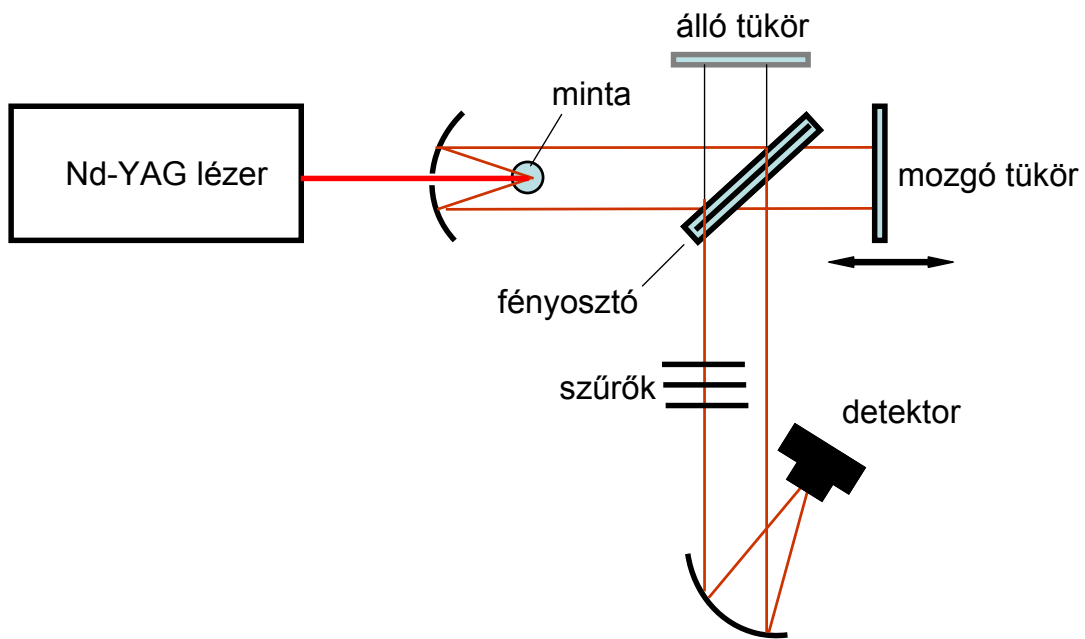 álló tükör
minta
Nd-YAG lézer
mozgó tükör
fényosztó
szűrők
detektor